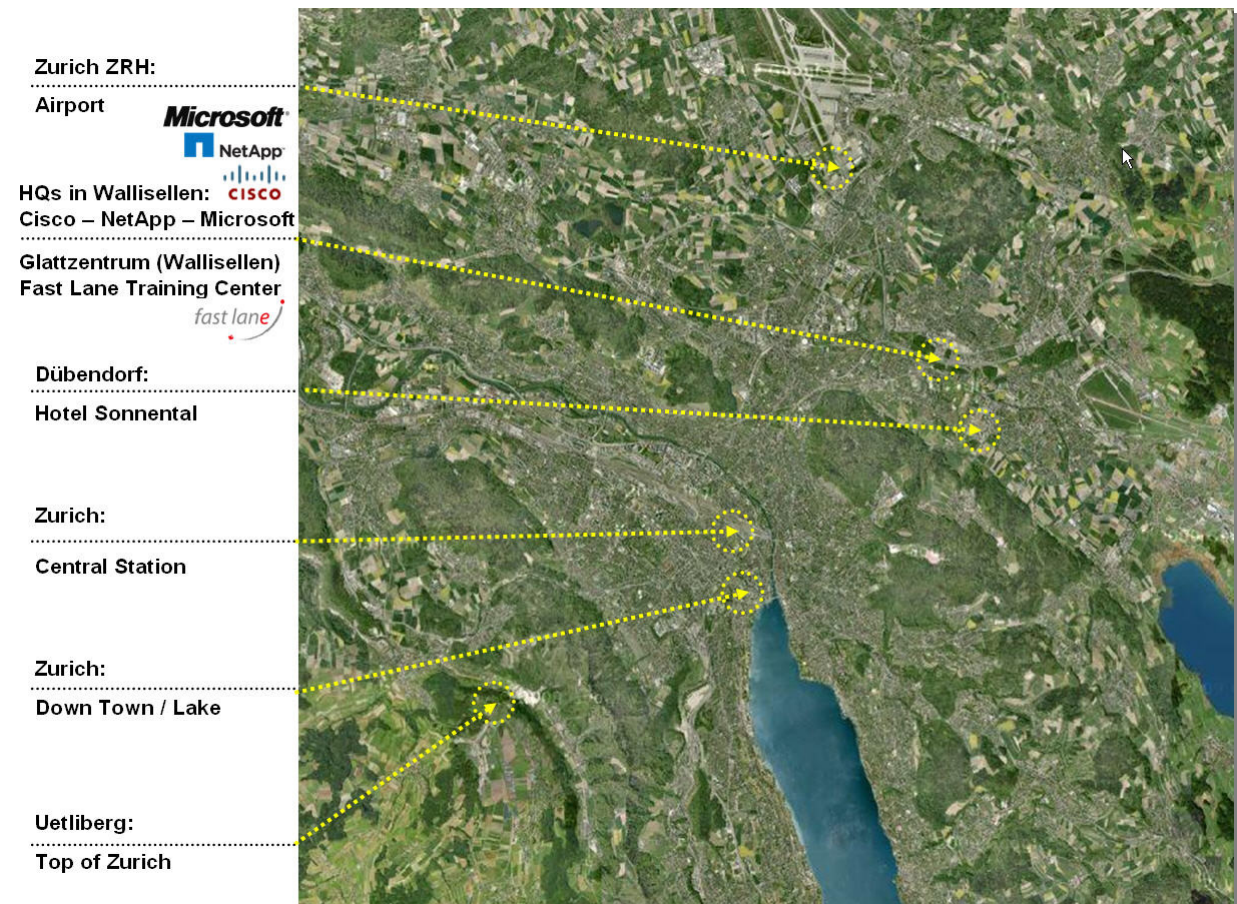 Zurich ZRH:
Airport
Microsoft
NetApp
CISCO
HQs in Wallisellen:
Cisco – NetApp – Microsoft
Glattzentrum (Wallisellen)
Fast Lane Training Center
fast lane
Dübendorf:
Hotel Sonnental
Zurich:
Central Station
Zurich:
Down Town / Lake
Uetliberg:
Top of Zurich